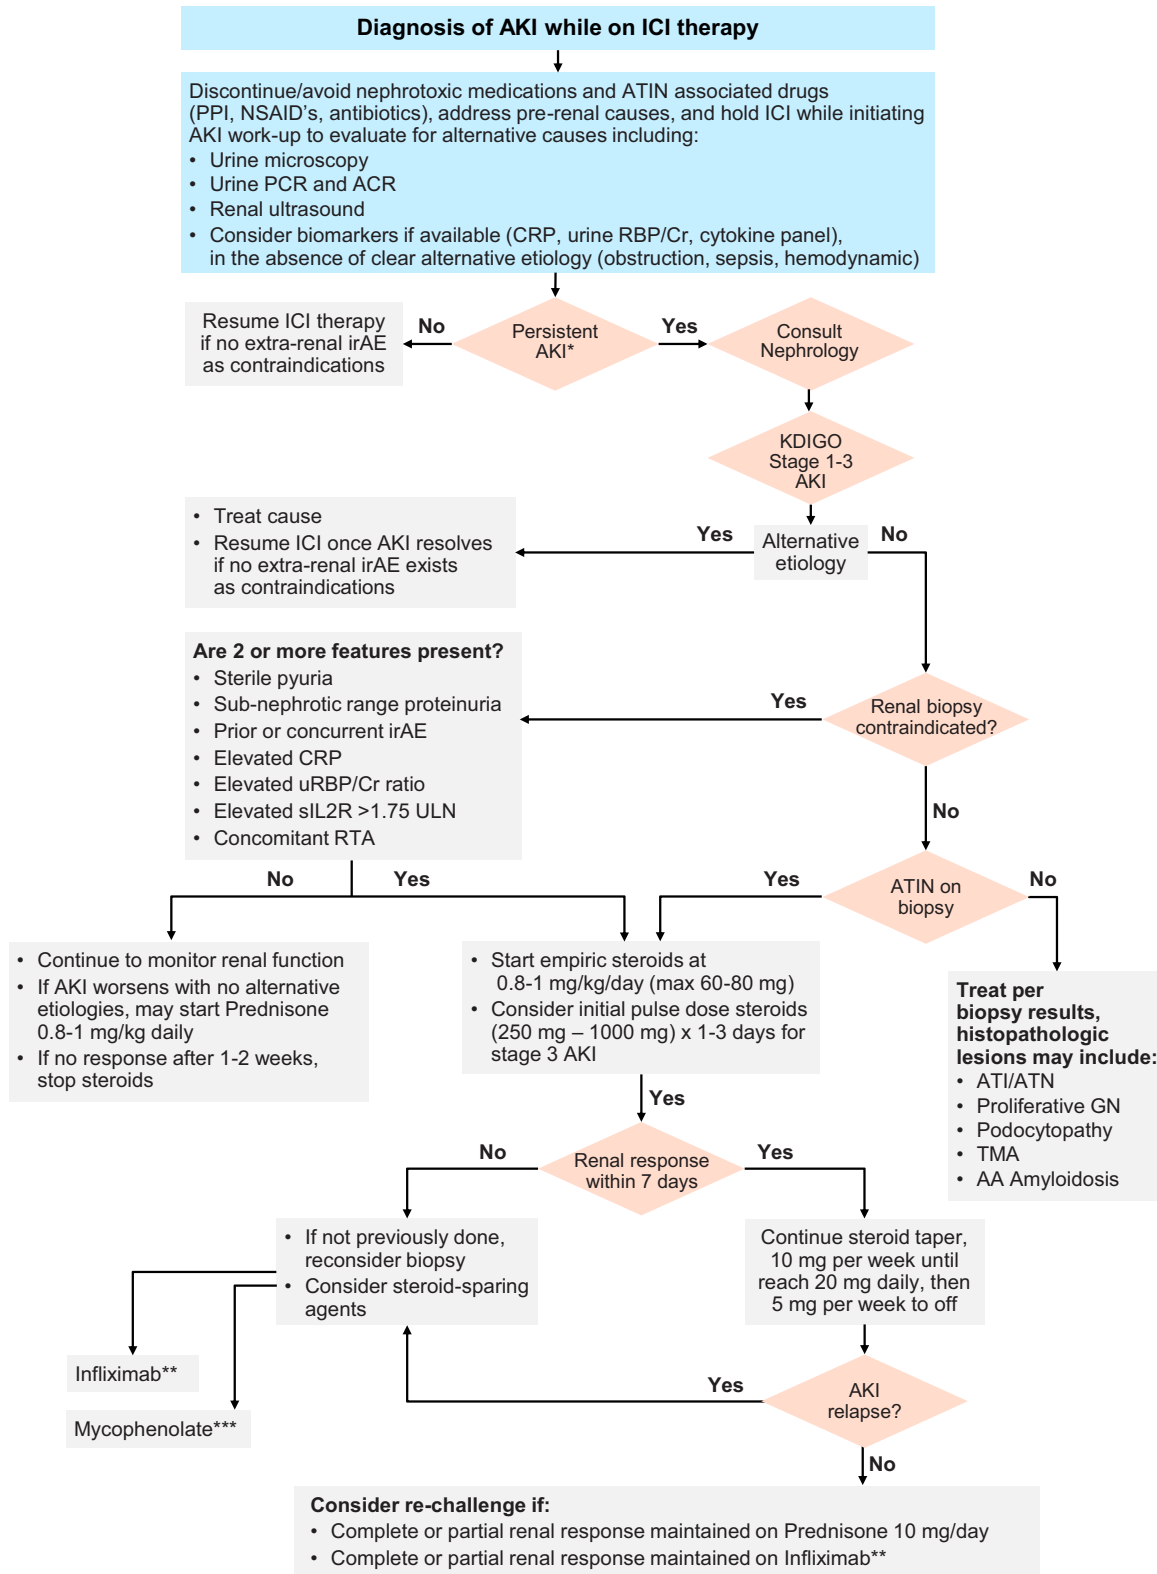 Diagnosis of AKI while on ICI therapy
Discontinue/avoid nephrotoxic medications and ATIN associated drugs
(PPI, NSAID's, antibiotics), address pre-renal causes, and hold ICI while initiating
AKI work-up to evaluate for alternative causes including:
• Urine microscopy
• Urine PCR and ACR
• Renal ultrasound
• Consider biomarkers if available (CRP, urine RBP/Cr, cytokine panel),
in the absence of clear alternative etiology (obstruction, sepsis, hemodynamic)
Resume ICI therapy
if no extra-renal irAE
as contraindications
No
Persistent
AKI*
Yes
Consult
Nephrology
KDIGO
Stage 1-3
AKI
• Treat cause
• Resume ICI once AKI resolves
if no extra-renal irAE exists
as contraindications
Yes
Alternative
etiology
No
Are 2 or more features present?
• Sterile pyuria
• Sub-nephrotic range proteinuria
• Prior or concurrent irAE
• Elevated CRP
• Elevated uRBP/Cr ratio
• Elevated sIL2R >1.75 ULN
• Concomitant RTA
Yes
Renal biopsy
contraindicated?
No
No
Yes
Yes
ATIN on
biopsy
No
• Continue to monitor renal function
• If AKI worsens with no alternative
etiologies, may start Prednisone
0.8-1 mg/kg daily
• If no response after 1-2 weeks,
stop steroids
• Start empiric steroids at
0.8-1 mg/kg/day (max 60-80 mg)
• Consider initial pulse dose steroids
(250 mg – 1000 mg) x 1-3 days for
stage 3 AKI
Treat per
biopsy results,
histopathologic
lesions may include:
• ATI/ATN
• Proliferative GN
• Podocytopathy
• TMA
• AA Amyloidosis
Yes
No
Renal response
within 7 days
Yes
• If not previously done,
reconsider biopsy
• Consider steroid-sparing
agents
Continue steroid taper,
10 mg per week until
reach 20 mg daily, then
5 mg per week to off
Infliximab**
Mycophenolate***
Yes
AKI
relapse?
No
Consider re-challenge if:
• Complete or partial renal response maintained on Prednisone 10 mg/day
• Complete or partial renal response maintained on Infliximab**